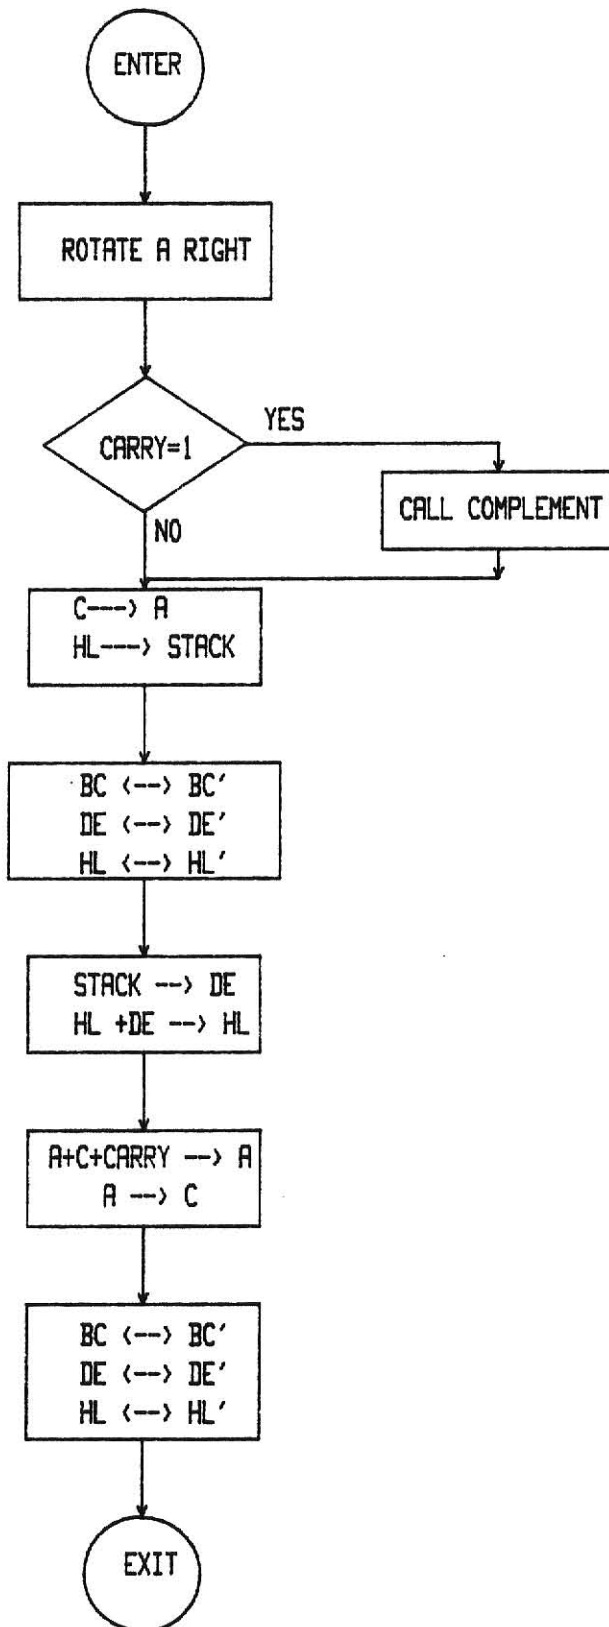 ENTER
ROTATE A RIGHT
CARRY=1
YES
NO
CALL COMPLEMENT
C---> A
HL---> STACK
BC <--> BC'
DE <--> DE'
HL <--> HL'
STACK --> DE
HL +DE --> HL
A+C+CARRY --> A
A --> C
BC <--> BC'
DE <--> DE'
HL <--> HL'
EXIT